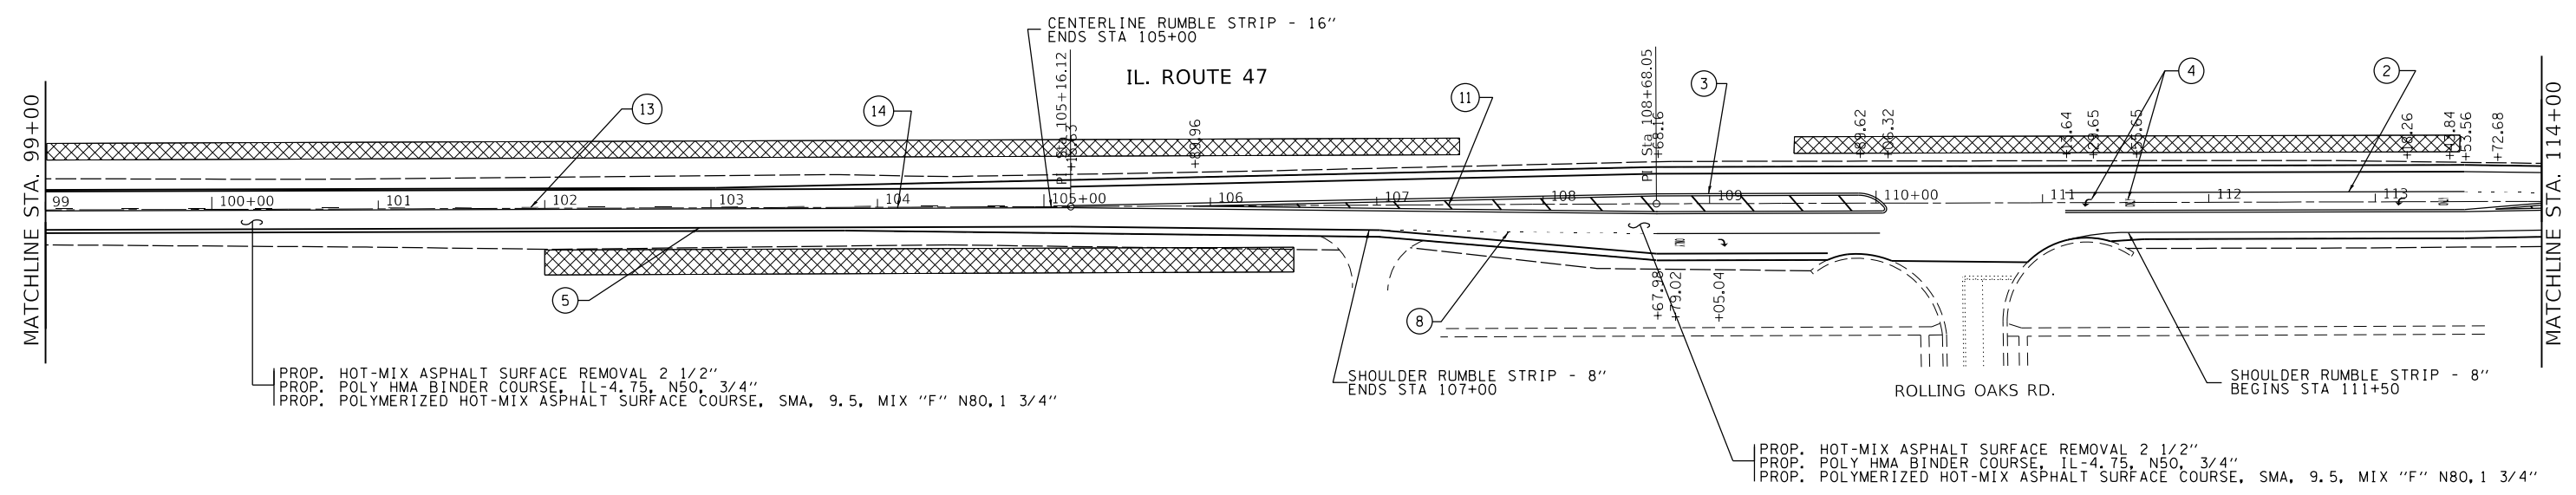 CENTERLINE RUMBLE STRIP - 16"
ENDS STA 105+00
IL. ROUTE 47
MATCHLINE STA. 99+00
MATCHLINE STA. 114+00
13
14
11
3
4
2
PI Sta 105+16.12
+89.96
PI Sta 108+68.05
+68.16
+89.62
+06.32
+13.64
+29.65
+55.65
+18.26
+42.84
+53.56
+72.68
99
100+00
101
102
103
104
105+00
106
107
108
109
110+00
111
112
113
5
8
+67.98
+79.02
+05.04
PROP. HOT-MIX ASPHALT SURFACE REMOVAL 2 1/2"
PROP. POLY HMA BINDER COURSE, IL-4.75, N50, 3/4"
PROP. POLYMERIZED HOT-MIX ASPHALT SURFACE COURSE, SMA, 9.5, MIX "F" N80,1 3/4"
SHOULDER RUMBLE STRIP - 8"
ENDS STA 107+00
ROLLING OAKS RD.
SHOULDER RUMBLE STRIP - 8"
BEGINS STA 111+50
PROP. HOT-MIX ASPHALT SURFACE REMOVAL 2 1/2"
PROP. POLY HMA BINDER COURSE, IL-4.75, N50, 3/4"
PROP. POLYMERIZED HOT-MIX ASPHALT SURFACE COURSE, SMA, 9.5, MIX "F" N80,1 3/4"